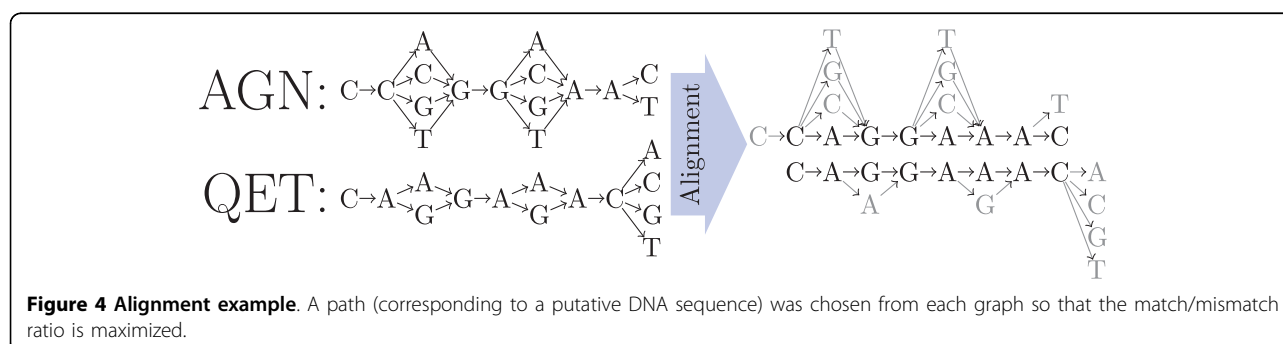 A A T T
C C G G
AGN: C C G G G A A C C C T
T T C C A G G A A A C
A C A G G A A A C A
QET: C A A G A A A C C A G C
G G G G
T T
Alignment
Figure 4 Alignment example. A path (corresponding to a putative DNA sequence) was chosen from each graph so that the match/mismatch
ratio is maximized.